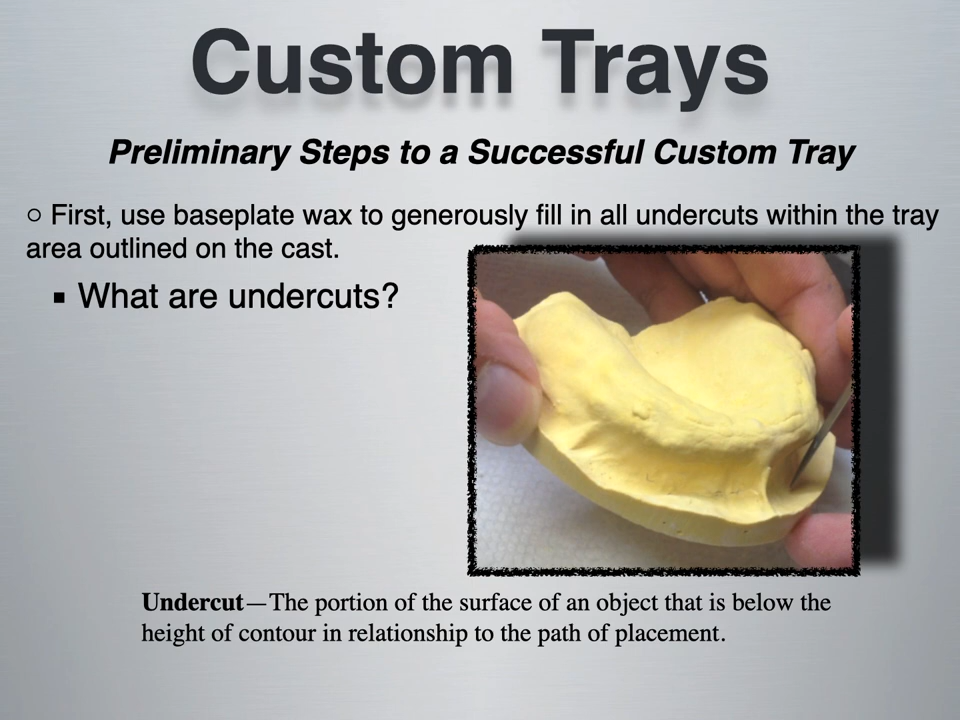 Custom Trays
Preliminary Steps to a Successful Custom Tray
○ First, use baseplate wax to generously fill in all undercuts within the tray
area outlined on the cast.
▪ What are undercuts?
Undercut—The portion of the surface of an object that is below the
height of contour in relationship to the path of placement.